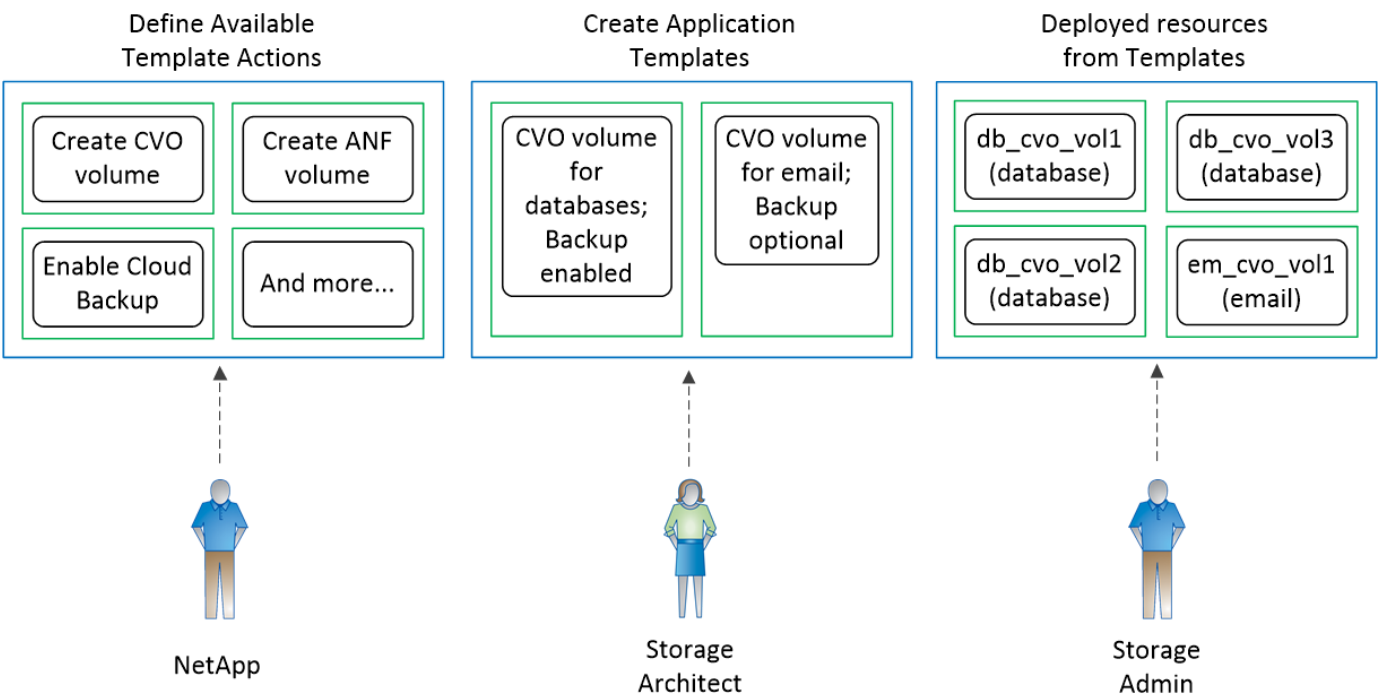 Define Available
Template Actions
Create CVO
volume
Create ANF
volume
Enable Cloud
Backup
And more...
NetApp
Create Application
Templates
CVO volume
for
databases;
Backup
enabled
CVO volume
for email;
Backup
optional
Storage
Architect
Deployed resources
from Templates
db_cvo_vol1
(database)
db_cvo_vol3
(database)
db_cvo_vol2
(database)
em_cvo_vol1
(email)
Storage
Admin